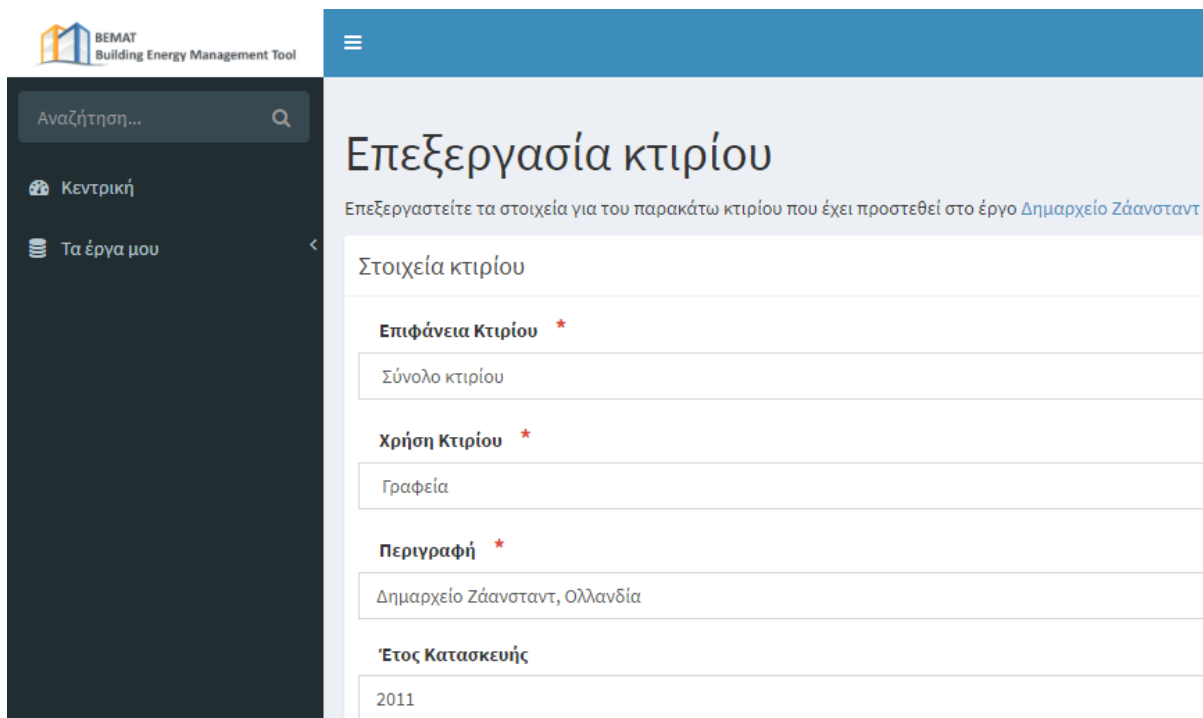 BEMAT
Building Energy Management Tool
Αναζήτηση...
Κεντρική
Τα έργα μου
Επεξεργασία κτιρίου
Επεξεργαστείτε τα στοιχεία για του παρακάτω κτιρίου που έχει προστεθεί στο έργο Δημαρχείο Ζάανσταντ
Στοιχεία κτιρίου
Επιφάνεια Κτιρίου *
Σύνολο κτιρίου
Χρήση Κτιρίου *
Γραφεία
Περιγραφή *
Δημαρχείο Ζάανσταντ, Ολλανδία
Έτος Κατασκευής
2011